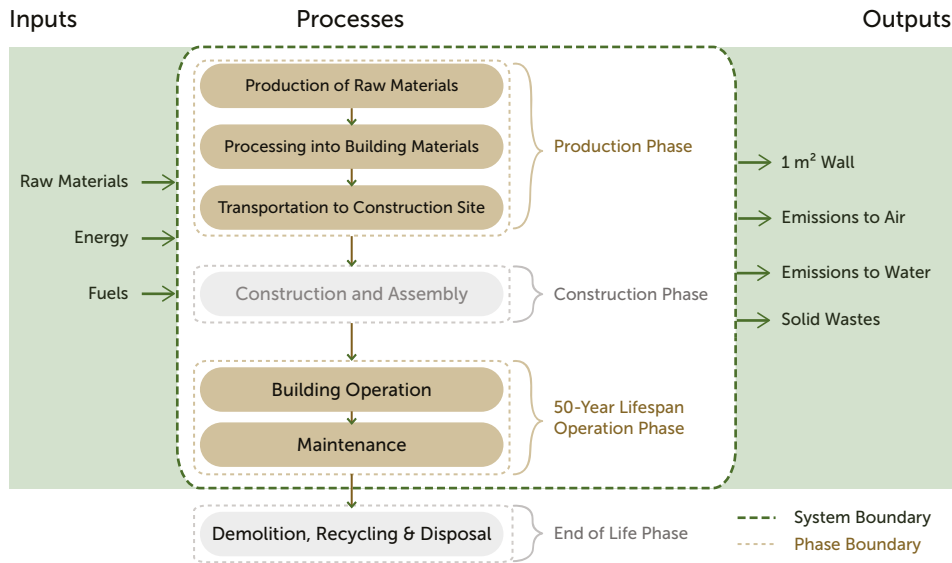 Inputs
Processes
Outputs
Production of Raw Materials
Processing into Building Materials
Transportation to Construction Site
Production Phase
Raw Materials
Energy
Fuels
1 m² Wall
Emissions to Air
Emissions to Water
Solid Wastes
Construction and Assembly
Construction Phase
Building Operation
Maintenance
50-Year Lifespan
Operation Phase
Demolition, Recycling & Disposal
End of Life Phase
System Boundary
Phase Boundary